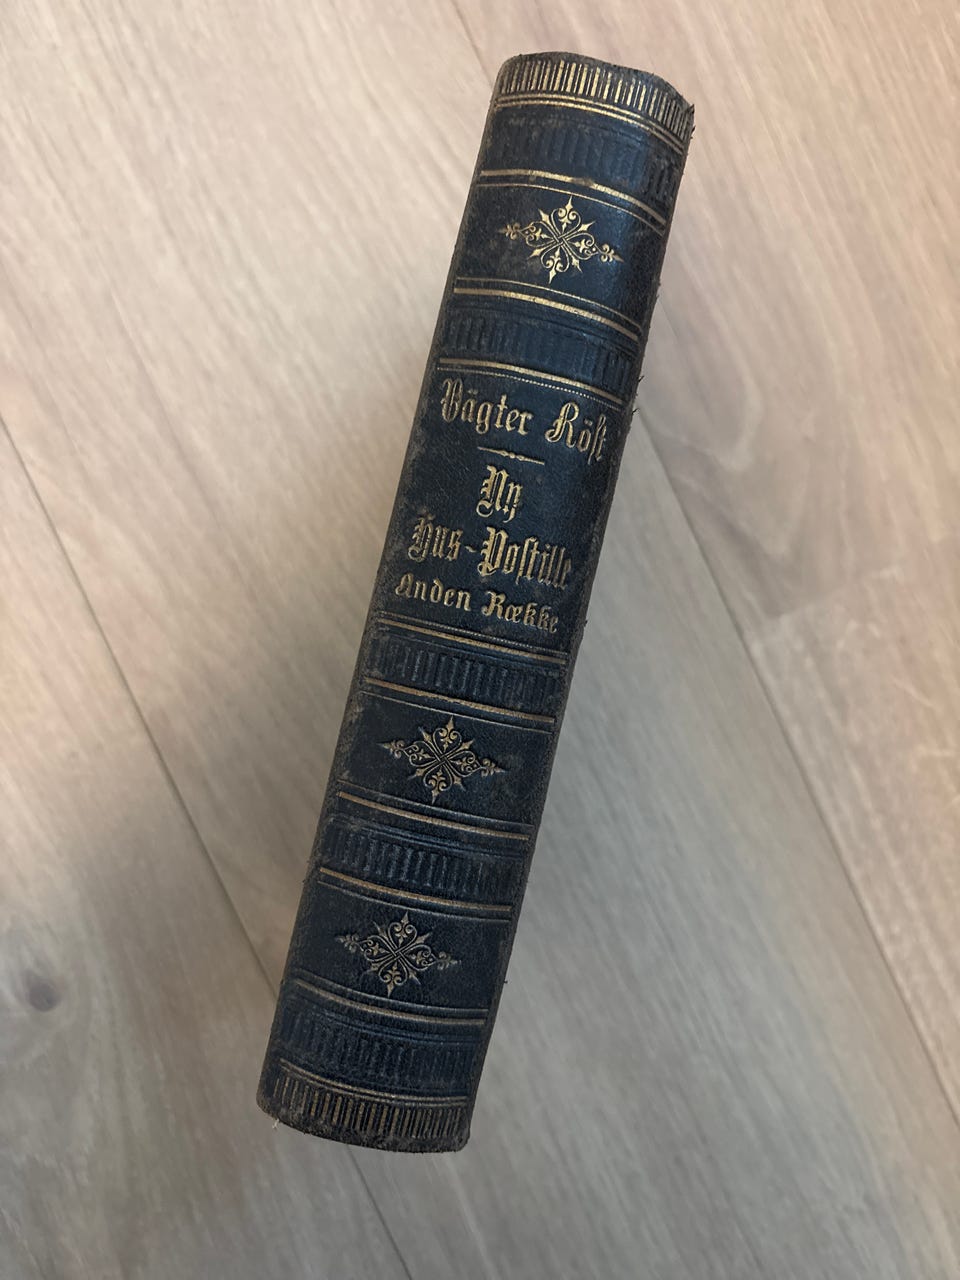 Vägter Röst
Ny
Hus-Postille
Anden Række